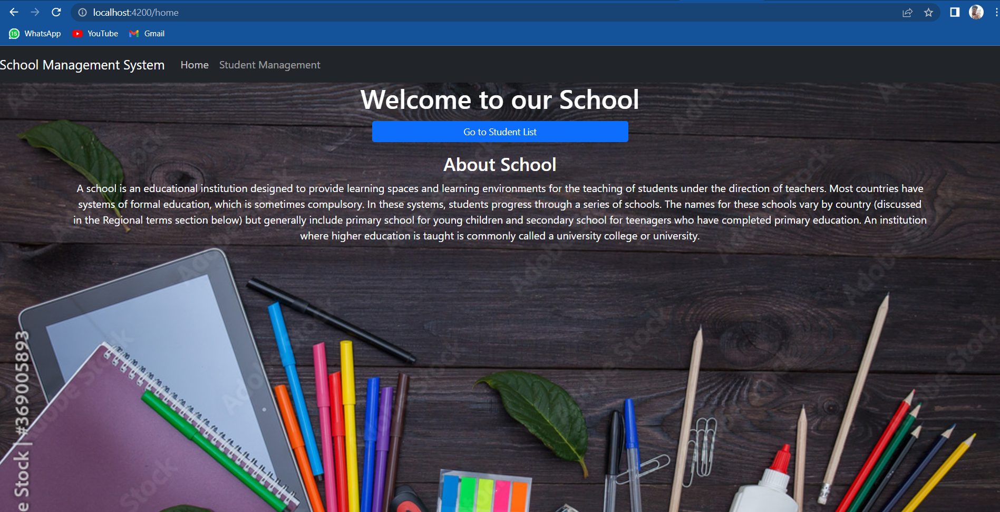 localhost:4200/home
15
WhatsApp
YouTube
Gmail
School Management System
Home
Student Management
Welcome to our School
Go to Student List
About School
A school is an educational institution designed to provide learning spaces and learning environments for the teaching of students under the direction of teachers. Most countries have
systems of formal education, which is sometimes compulsory. In these systems, students progress through a series of schools. The names for these schools vary by country (discussed
in the Regional terms section below) but generally include primary school for young children and secondary school for teenagers who have completed primary education. An institution
where higher education is taught is commonly called a university college or university.
e Stock | #369005893
Adobe Stock